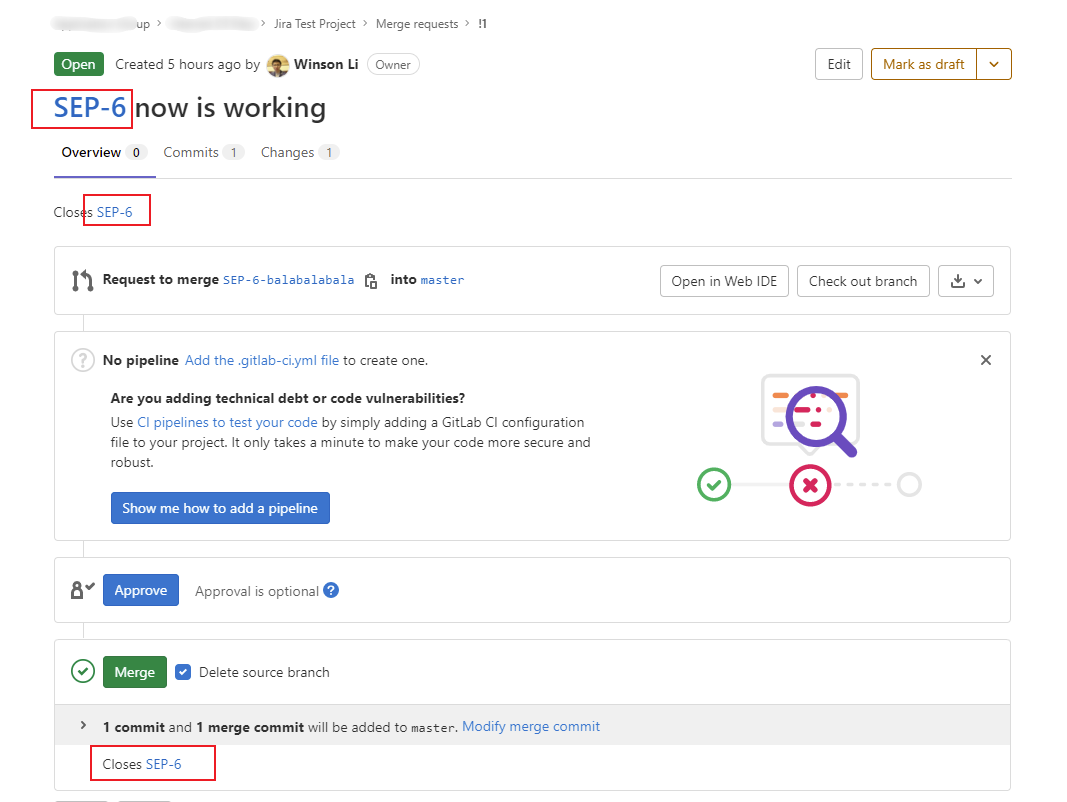 up > > Jira Test Project > Merge requests > !1
Open Created 5 hours ago by Winson Li Owner Edit Mark as draft
SEP-6 now is working
Overview 0 Commits 1 Changes 1
Closes SEP-6
Request to merge SEP-6-balabalabala into master Open in Web IDE Check out branch
No pipeline Add the .gitlab-ci.yml file to create one.
Are you adding technical debt or code vulnerabilities?
Use CI pipelines to test your code by simply adding a GitLab CI configuration
file to your project. It only takes a minute to make your code more secure and
robust.
Show me how to add a pipeline
Approve Approval is optional ?
Merge Delete source branch
1 commit and 1 merge commit will be added to master. Modify merge commit
Closes SEP-6